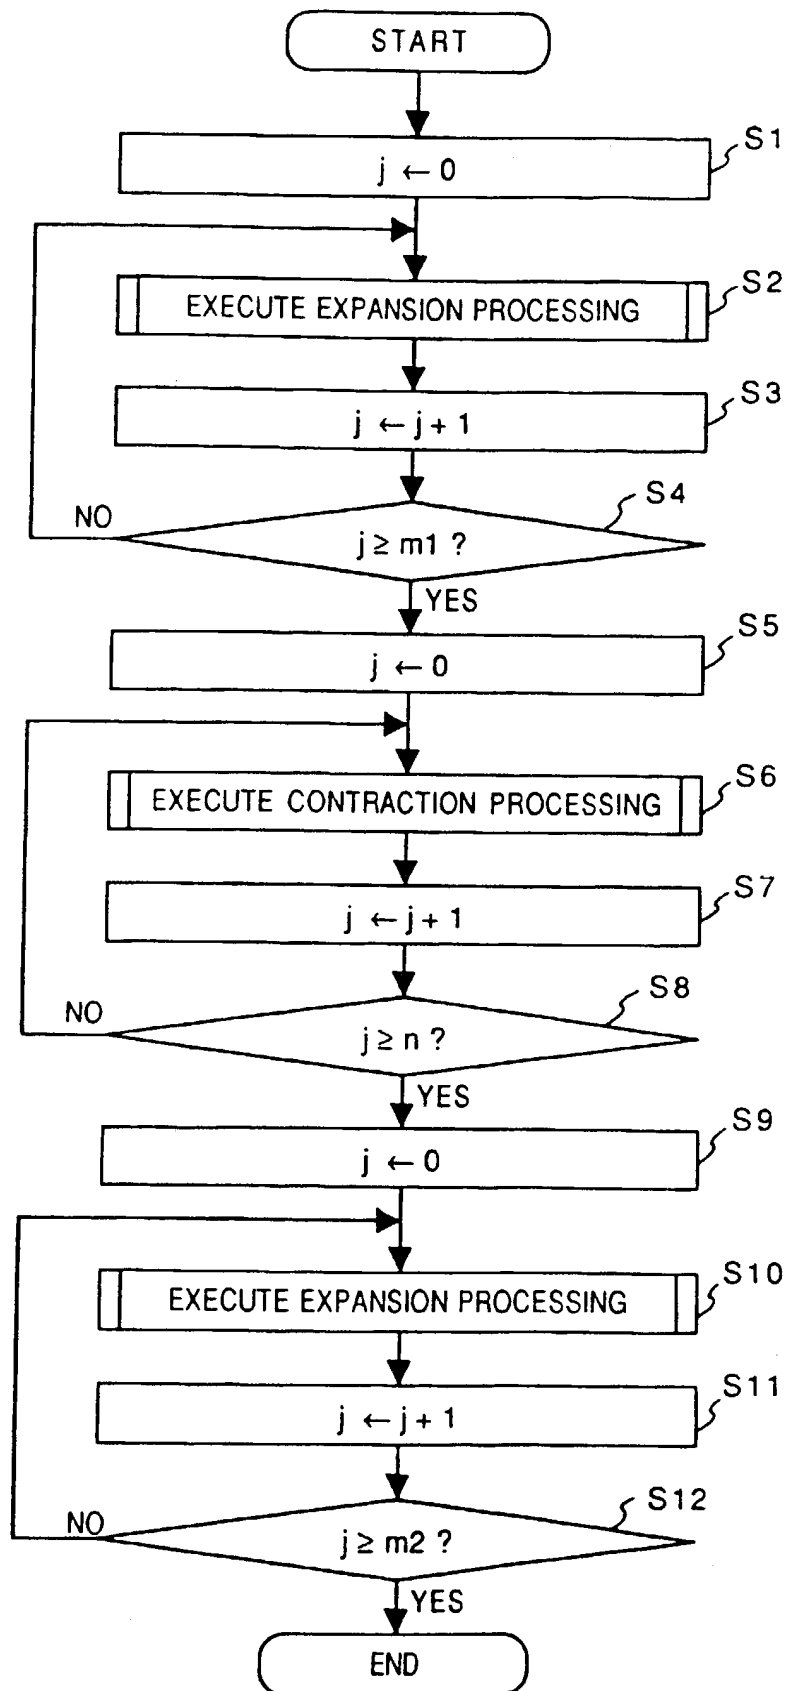 START
S1
j ← 0
S2
EXECUTE EXPANSION PROCESSING
S3
j ← j + 1
S4
NO
j ≥ m1 ?
YES
S5
j ← 0
S6
EXECUTE CONTRACTION PROCESSING
S7
j ← j + 1
S8
NO
j ≥ n ?
YES
S9
j ← 0
S10
EXECUTE EXPANSION PROCESSING
S11
j ← j + 1
S12
NO
j ≥ m2 ?
YES
END